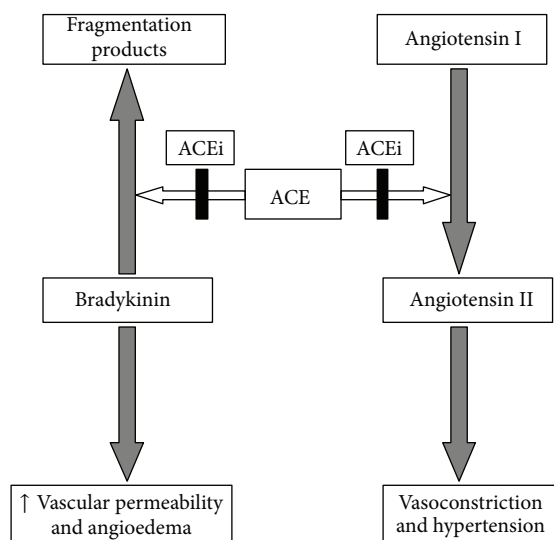 Fragmentation
products
Angiotensin I
ACEi
ACEi
ACE
Bradykinin
Angiotensin II
↑ Vascular permeability
and angioedema
Vasoconstriction
and hypertension